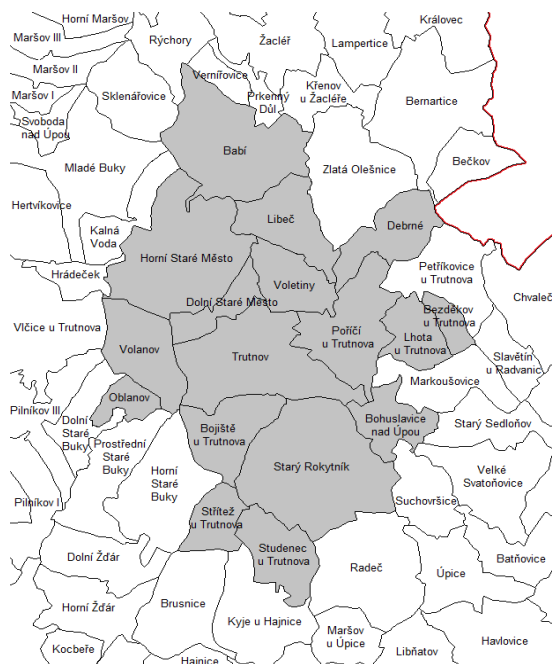 Horní Maršov
Královec
Maršov III
Rýchory
Žacléř
Lampertice
Maršov II
Vernířovice
Maršov I
Sklenářovice
Prkenný
Důl
Křenov
u Žacléře
Bernartice
Svoboda
nad Úpou
Babí
Mladé Buky
Zlatá Olešnice
Bečkov
Hertvíkovice
Kalná
Voda
Libeč
Debrné
Horní Staré Město
Hrádeček
Voletiny
Petříkovice
u Trutnova
Dolní Staré Město
Chvaleč
Vlčice u Trutnova
Bezděkov
u Trutnova
Volanov
Trutnov
Poříčí
u Trutnova
Lhota
u Trutnova
Slavětín
u Radvanic
Markoušovice
Pilníkov III
Oblanov
Dolní
Staré
Buky
Bohuslavice
nad Úpou
Starý Sedloňov
Bojiště
u Trutnova
Prostřední
Staré
Buky
Horní
Staré
Buky
Starý Rokytník
Velké
Svatoňovice
Pilníkov I
Suchovršice
Střítež
u Trutnova
Studenec
u Trutnova
Dolní Žďár
Radeč
Úpice
Batňovice
Horní Žďár
Brusnice
Kyje u Hajnice
Maršov
u Úpice
Havlovice
Kocbeře
Libňatov
Hajnice